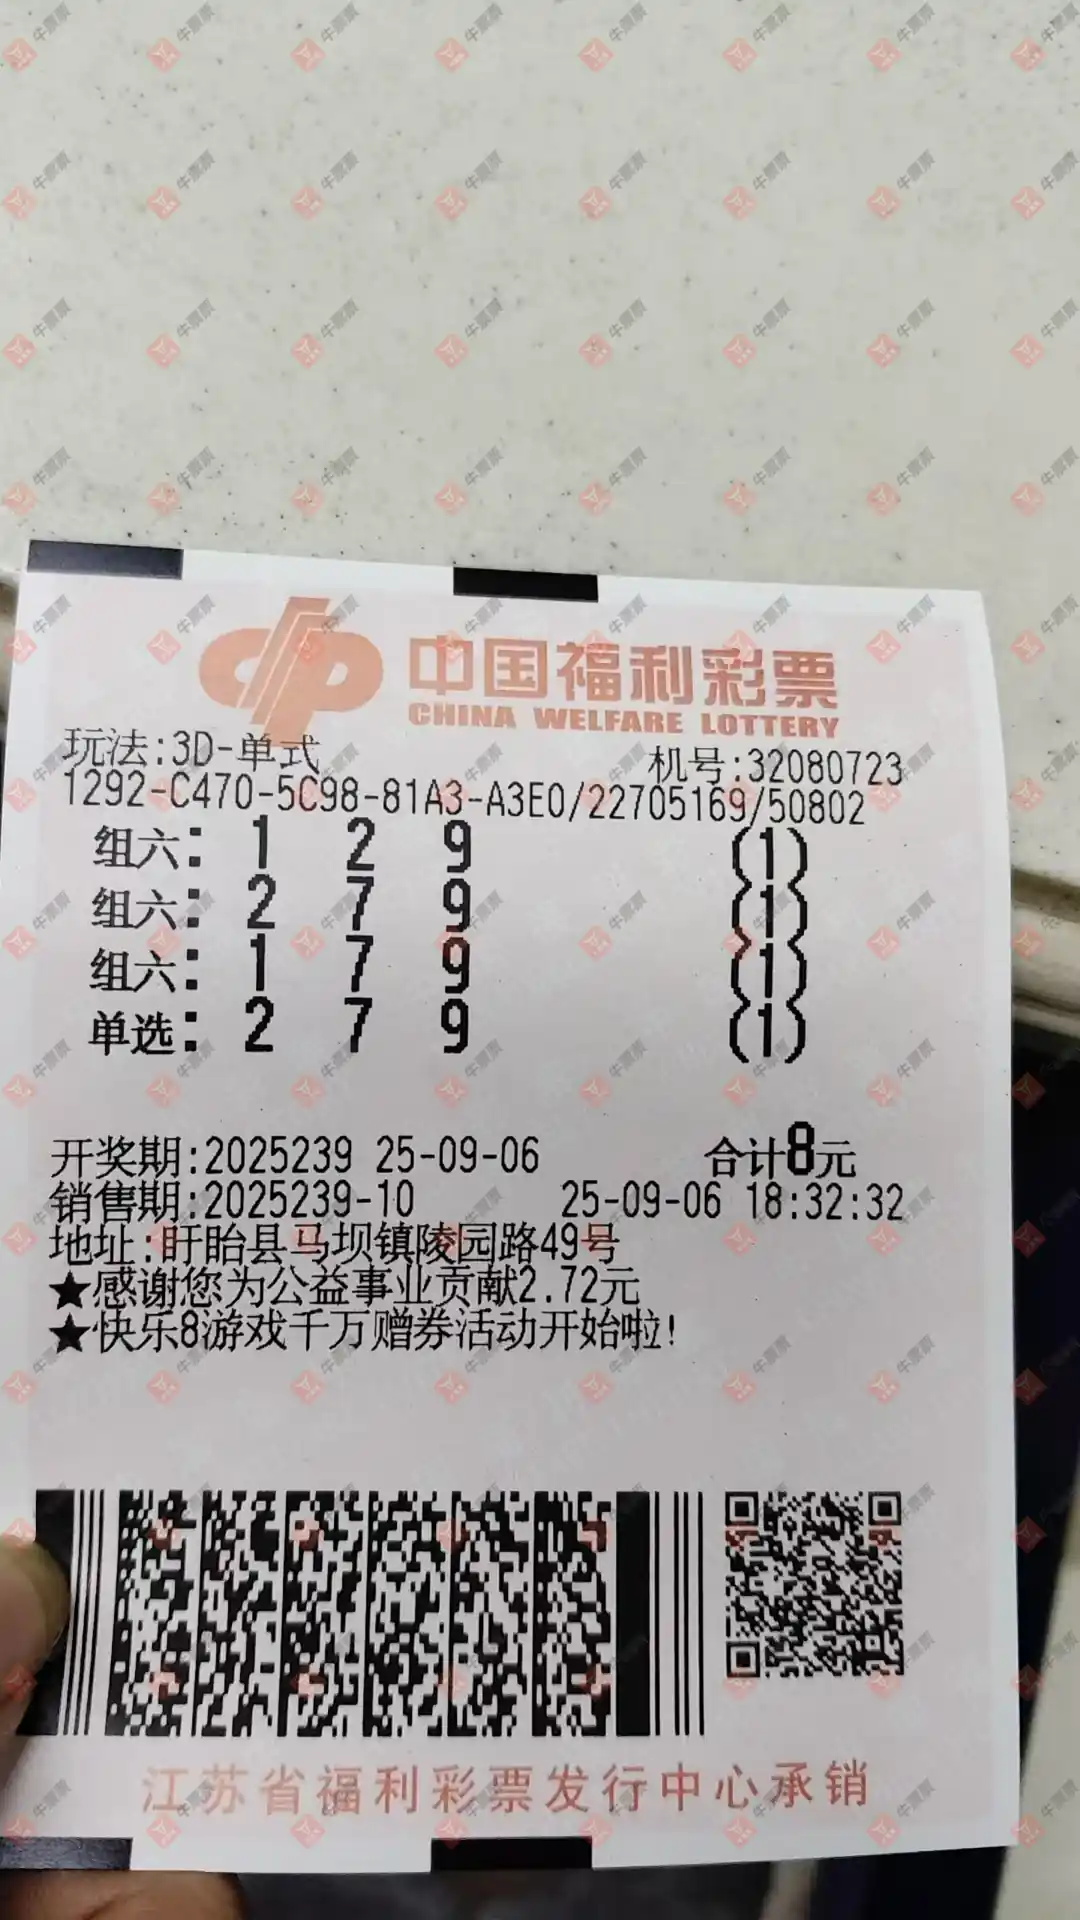 中国福利彩票
CHINA WELFARE LOTTERY
玩法:3D-单式 机号:32080723
1292-C470-5C98-81A3-A3E0/22705169/50802
组六: 1 2 9 (1)
组六: 2 7 9 (1)
组六: 1 7 9 (1)
单选: 2 7 9 (1)
开奖期:2025239 25-09-06 合计8元
销售期:2025239-10 25-09-06 18:32:32
地址:盱眙县马坝镇陵园路49号
★感谢您为公益事业贡献2.72元
★快乐8游戏千万赠券活动开始啦!
江苏省福利彩票发行中心承销
牛票票